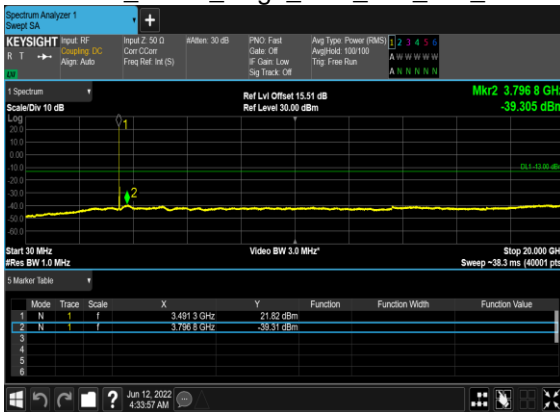 Spectrum Analyzer 1
Swept SA
+
KEYSIGHT Input: RF Input Z: 50 Ω #Atten: 30 dB PNO: Fast Avg Type: Power (RMS) 1 2 3 4 5 6
R T Coupling: DC Corr CCorr Gate: Off Avg|Hold: 100/100 A W W W W W
Align: Auto Freq Ref: Int (S) IF Gain: Low Trig: Free Run
Sig Track: Off A N N N N N
1 Spectrum Ref Lvl Offset 15.51 dB Mkr2 3.796 8 GHz
Scale/Div 10 dB Ref Level 30.00 dBm -39.305 dBm
Log
20.0
10.0
0.00
-10.0
DL1 -13.00 dBm
-20.0
-30.0
-40.0
-50.0
-60.0
1
2
Start 30 MHz Video BW 3.0 MHz* Stop 20.000 GHz
#Res BW 1.0 MHz Sweep ~38.3 ms (40001 pts)
5 Marker Table
Mode Trace Scale X Y Function Function Width Function Value
1 N 1 f 3.491 3 GHz 21.82 dBm
2 N 1 f 3.796 8 GHz -39.31 dBm
3
4
5
6
? Jun 12, 2022
4:33:57 AM